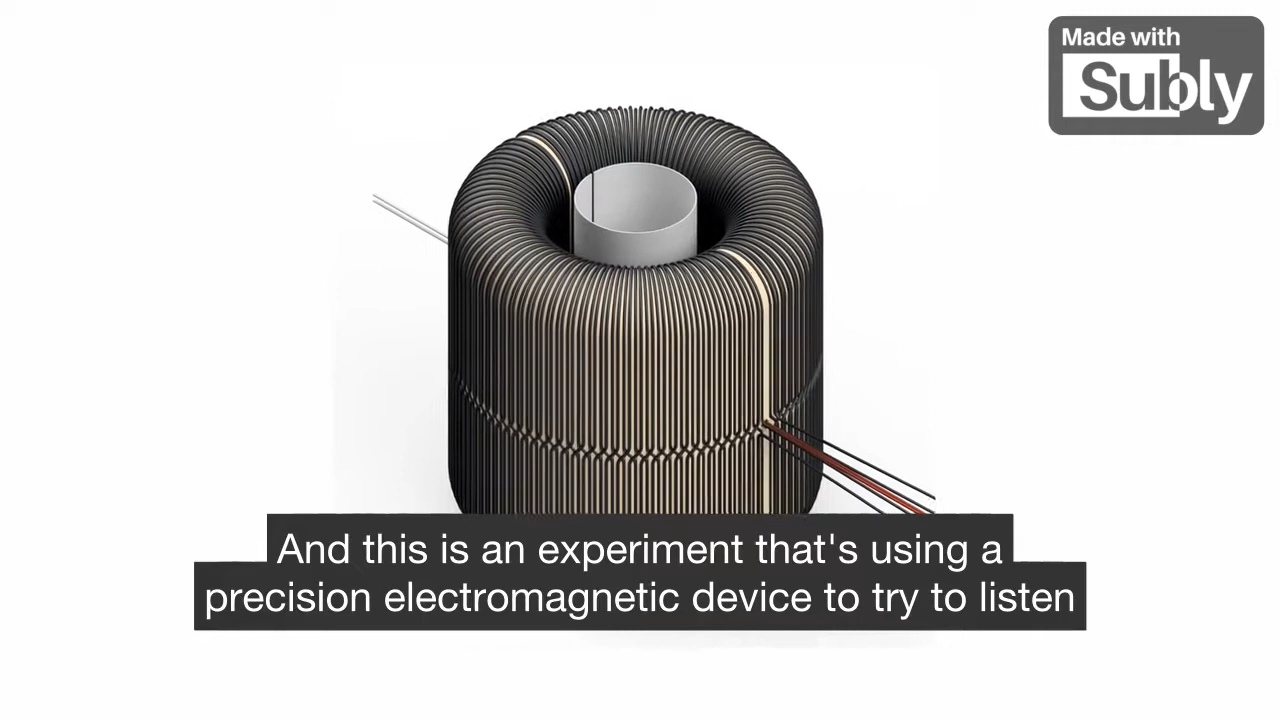 Made with
Subly
And this is an experiment that's using a
precision electromagnetic device to try to listen